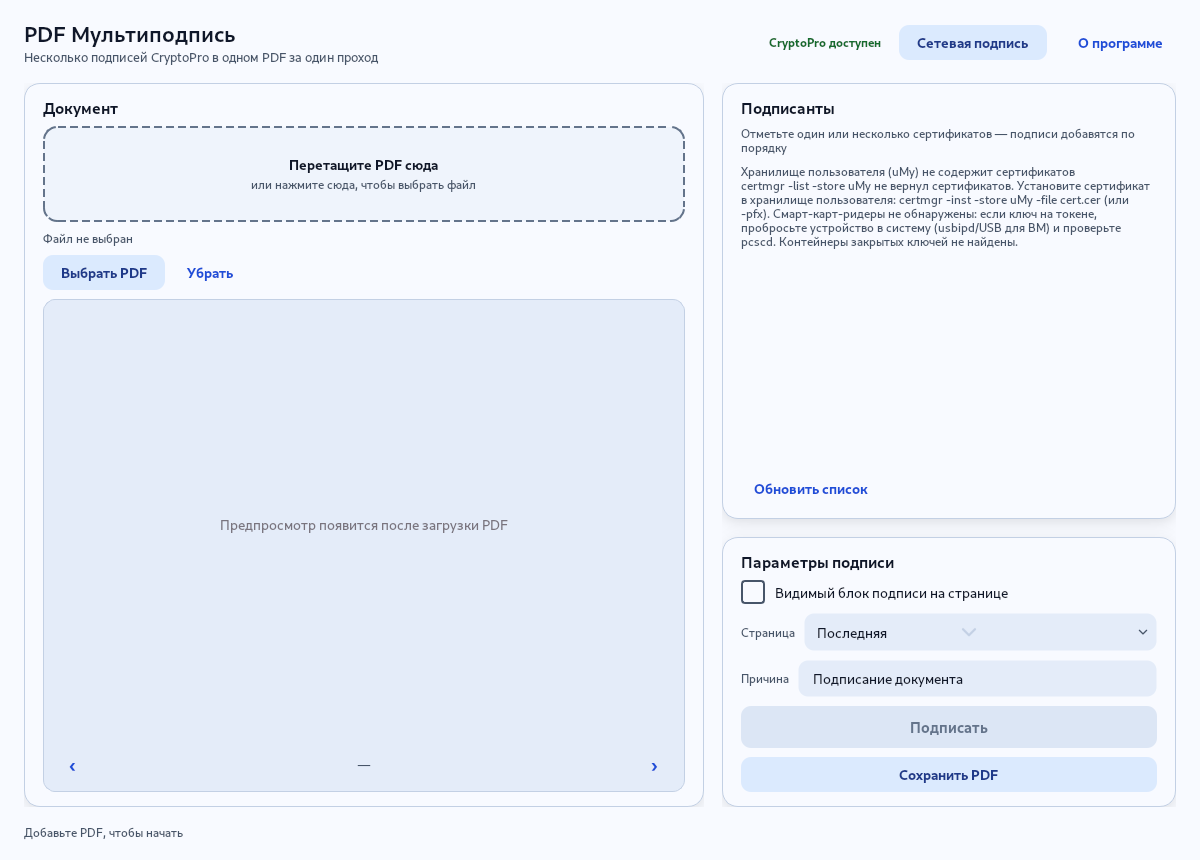 PDF Мультиподпись
Несколько подписей CryptoPro в одном PDF за один проход
CryptoPro доступен
Сетевая подпись
О программе
Документ
Перетащите PDF сюда
или нажмите сюда, чтобы выбрать файл
Файл не выбран
Выбрать PDF
Убрать
Предпросмотр появится после загрузки PDF
‹
—
›
Подписанты
Отметьте один или несколько сертификатов — подписи добавятся по
порядку
Хранилище пользователя (uMy) не содержит сертификатов
certmgr -list -store uMy не вернул сертификатов. Установите сертификат
в хранилище пользователя: certmgr -inst -store uMy -file cert.cer (или
-pfx). Смарт-карт-ридеры не обнаружены: если ключ на токене,
пробросьте устройство в систему (usbipd/USB для ВМ) и проверьте
pcscd. Контейнеры закрытых ключей не найдены.
Обновить список
Параметры подписи
Видимый блок подписи на странице
Страница
Последняя
Причина
Подписание документа
Подписать
Сохранить PDF
Добавьте PDF, чтобы начать